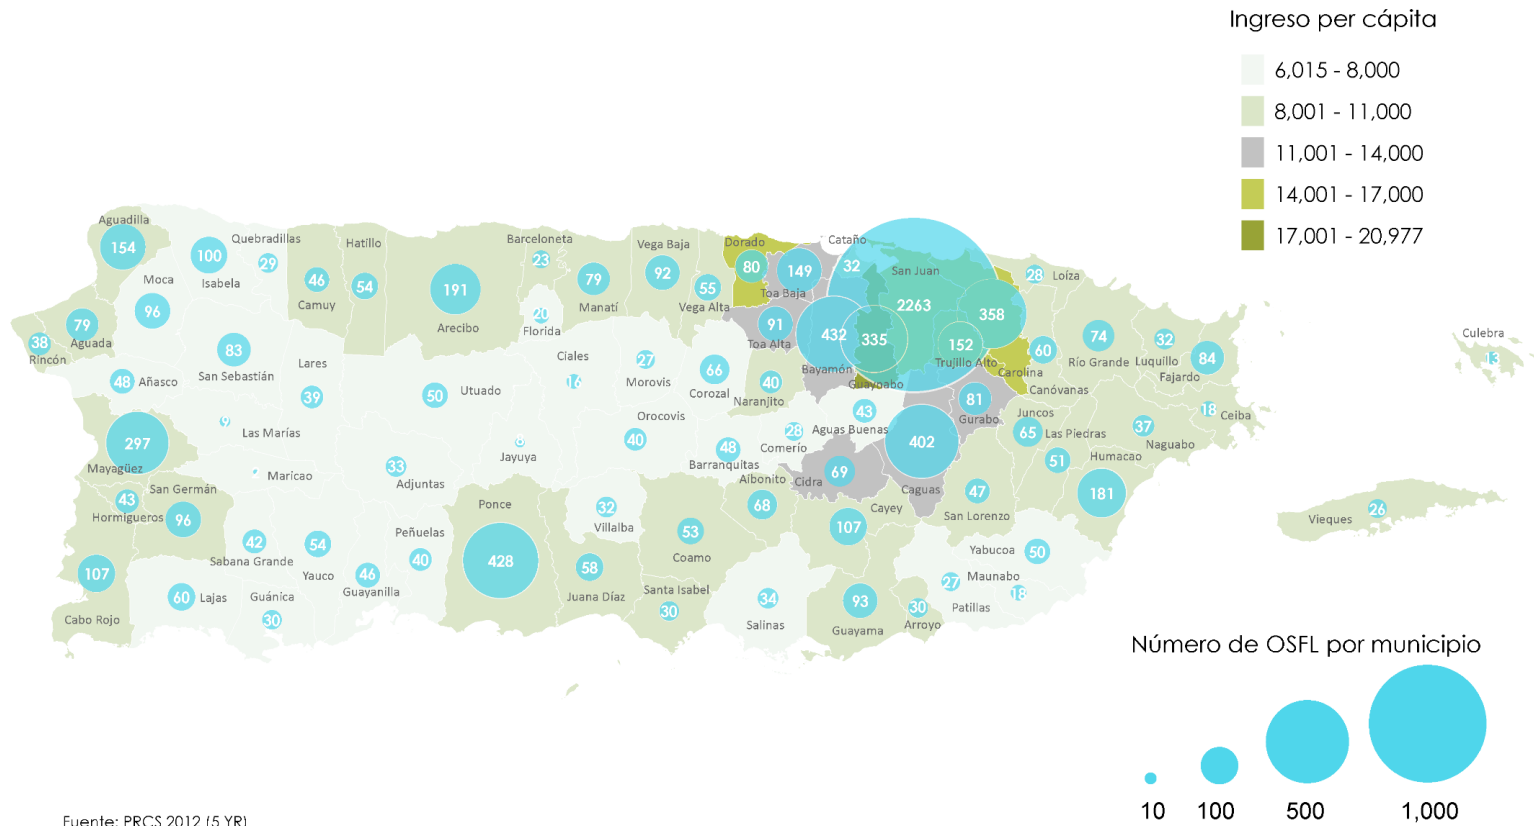 Ingreso per cápita
6,015 - 8,000
8,001 - 11,000
11,001 - 14,000
14,001 - 17,000
17,001 - 20,977
Aguadilla
154
100
Isabela
Quebradillas
29
Moca
96
Hatillo
54
46
Camuy
191
Arecibo
Barceloneta
23
20
Florida
79
Manatí
Vega Baja
92
55
Vega Alta
Dorado
80
149
Toa Baja
Cataño
32
San Juan
2263
358
Carolina
28
Loíza
79
Aguada
38
Rincón
83
San Sebastián
Lares
39
48
Añasco
50
Utuado
Ciales
16
27
Morovis
66
Corozal
40
Naranjito
91
Toa Alta
432
Bayamón
335
Guaynabo
152
Trujillo Alto
60
Canóvanas
74
Río Grande
32
Luquillo
84
Fajardo
Culebra
13
297
Mayagüez
9
Las Marías
Maricao
33
Adjuntas
8
Jayuya
Orocovis
40
48
Barranquitas
28
Comerío
43
Aguas Buenas
402
Caguas
81
Gurabo
Juncos
65
Las Piedras
51
37
Naguabo
18
Ceiba
Humacao
181
43
Hormigueros
San Germán
96
42
Sabana Grande
54
Yauco
46
Guayanilla
Peñuelas
40
Ponce
428
32
Villalba
58
Juana Díaz
53
Coamo
Aibonito
68
69
Cidra
Cayey
107
47
San Lorenzo
Yabucoa
50
Vieques
26
107
Cabo Rojo
60
Lajas
Guánica
30
Santa Isabel
30
34
Salinas
93
Guayama
30
Arroyo
27
Patillas
Maunabo
18
Número de OSFL por municipio
10
100
500
1,000
Fuente: PRCS 2012 (5 YR)